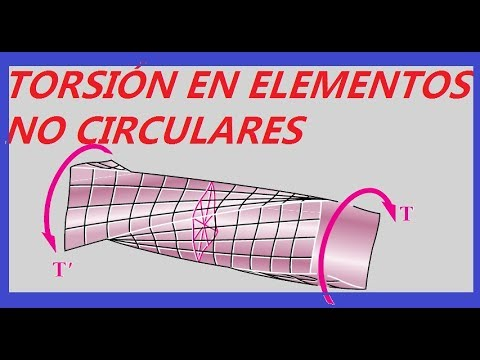 TORSIÓN EN ELEMENTOS
NO CIRCULARES
T
T′